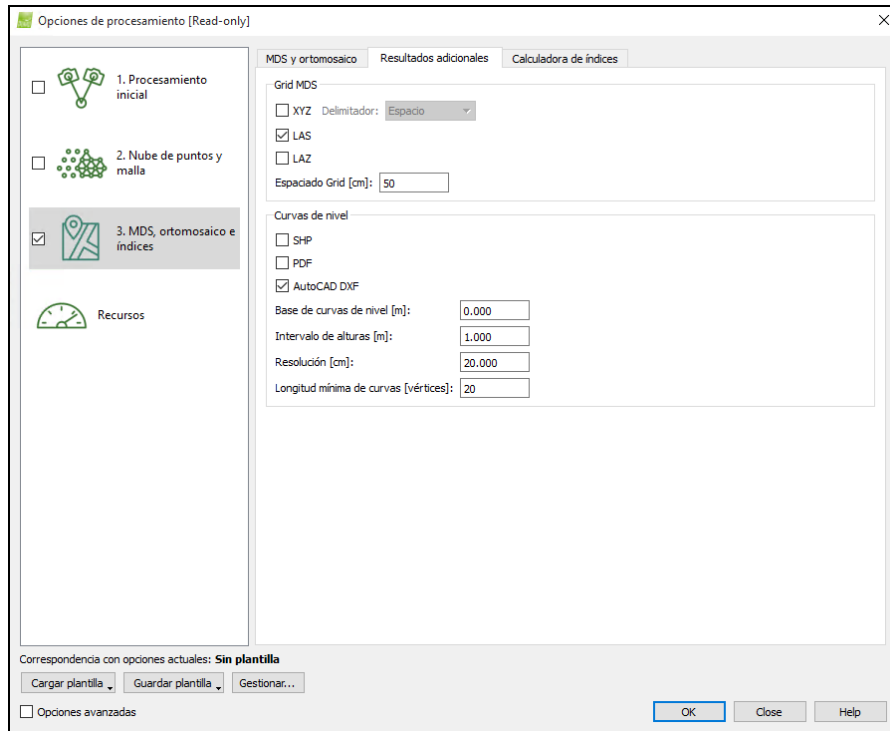 Opciones de procesamiento [Read-only]
1. Procesamiento
inicial
2. Nube de puntos y
malla
3. MDS, ortomosaico e
índices
Recursos
MDS y ortomosaico Resultados adicionales Calculadora de índices
Grid MDS
XYZ Delimitador: Espacio
LAS
LAZ
Espaciado Grid [cm]: 50
Curvas de nivel
SHP
PDF
AutoCAD DXF
Base de curvas de nivel [m]: 0.000
Intervalo de alturas [m]: 1.000
Resolución [cm]: 20.000
Longitud mínima de curvas [vértices]: 20
Correspondencia con opciones actuales: Sin plantilla
Cargar plantilla Guardar plantilla Gestionar...
Opciones avanzadas
OK Close Help